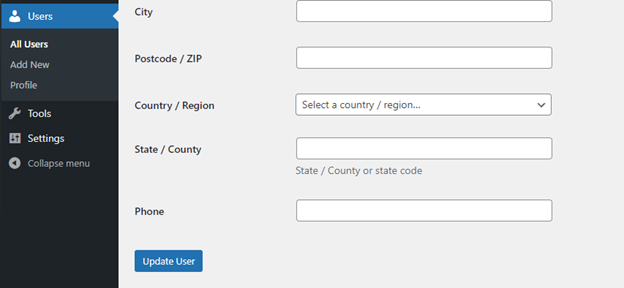 Users
All Users
Add New
Profile
Tools
Settings
Collapse menu
City
Postcode / ZIP
Country / Region
Select a country / region...
State / County
State / County or state code
Phone
Update User